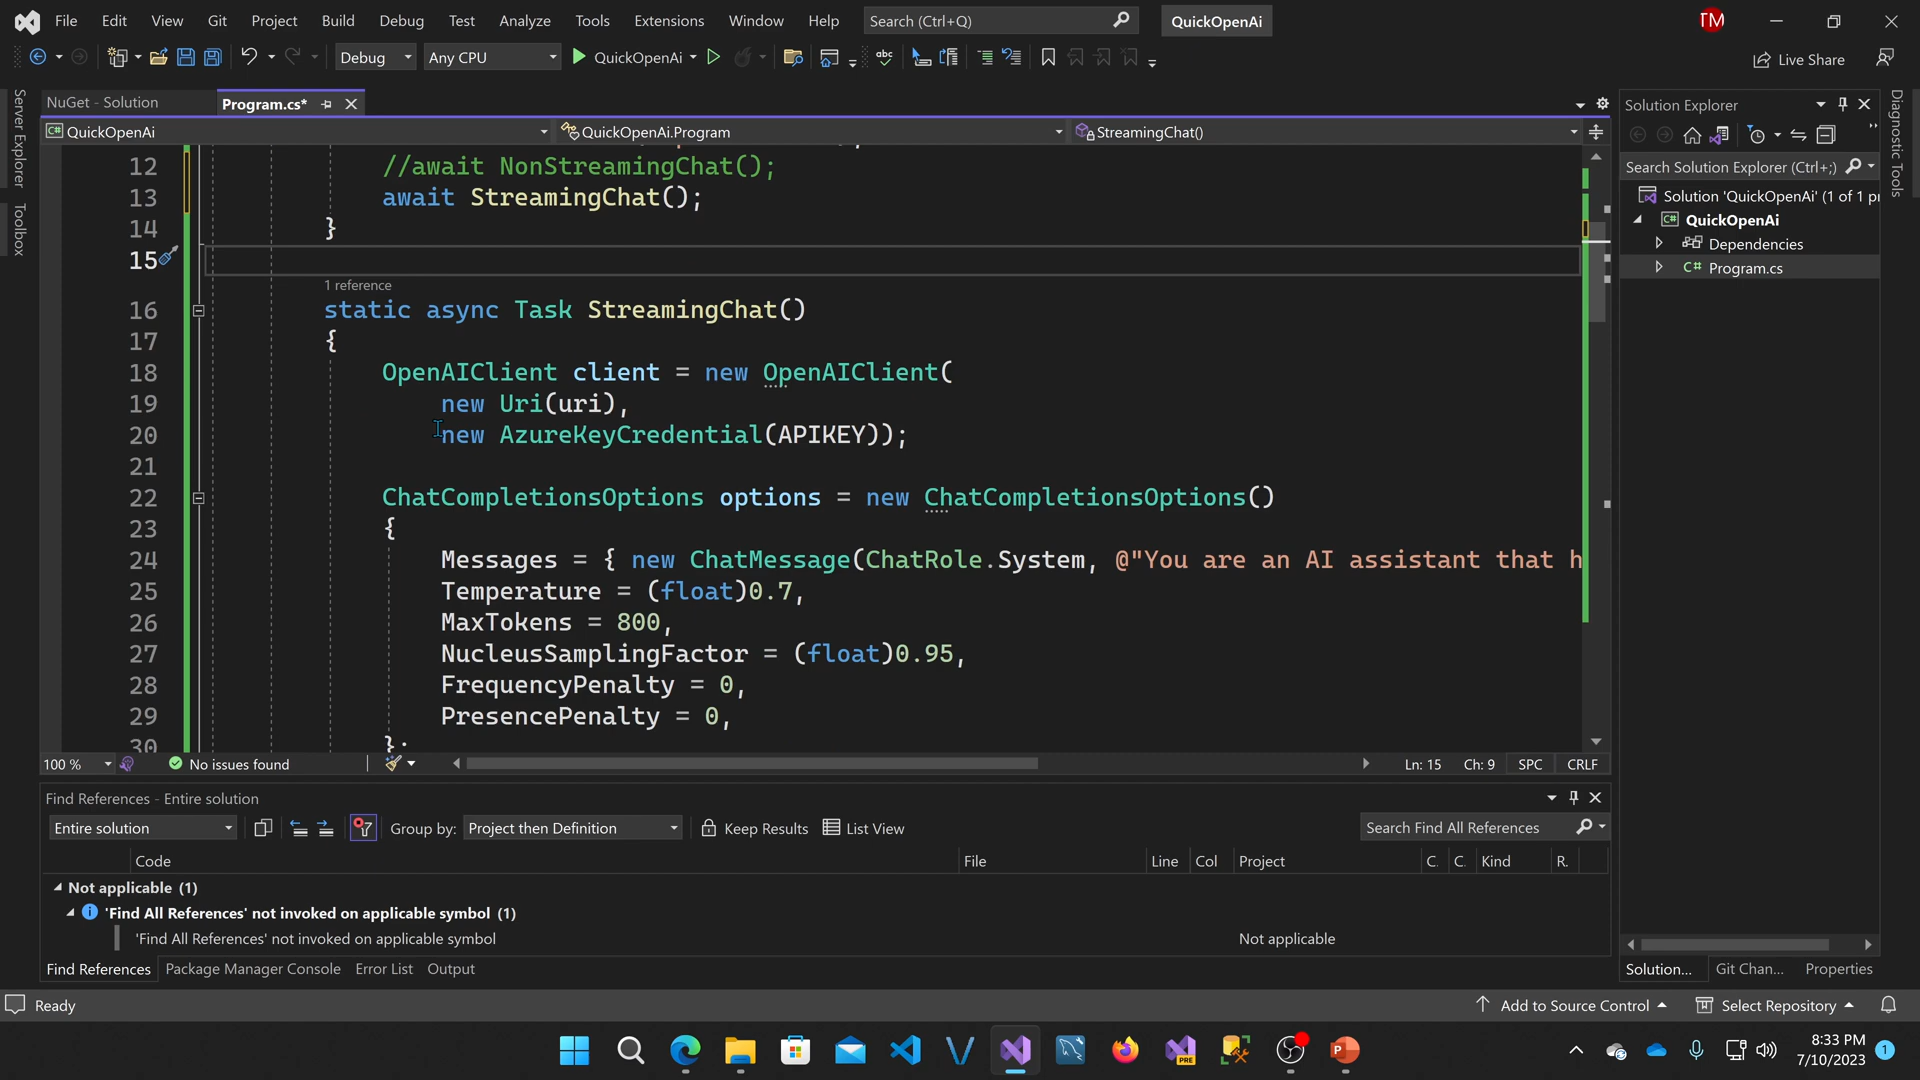 File Edit View Git Project Build Debug Test Analyze Tools Extensions Window Help Search (Ctrl+Q) QuickOpenAi TM
Debug Any CPU QuickOpenAi Live Share
Server Explorer
Toolbox
NuGet - Solution Program.cs*
QuickOpenAi QuickOpenAi.Program StreamingChat()
12 //await NonStreamingChat();
13 await StreamingChat();
14 }
15
1 reference
16 static async Task StreamingChat()
17 {
18 OpenAIClient client = new OpenAIClient(
19 new Uri(uri),
20 new AzureKeyCredential(APIKEY));
21
22 ChatCompletionsOptions options = new ChatCompletionsOptions()
23 {
24 Messages = { new ChatMessage(ChatRole.System, @"You are an AI assistant that h
25 Temperature = (float)0.7,
26 MaxTokens = 800,
27 NucleusSamplingFactor = (float)0.95,
28 FrequencyPenalty = 0,
29 PresencePenalty = 0,
30 };
100 % No issues found Ln: 15 Ch: 9 SPC CRLF
Find References - Entire solution
Entire solution Group by: Project then Definition Keep Results List View Search Find All References
Code File Line Col Project C. C. Kind R.
Not applicable (1)
'Find All References' not invoked on applicable symbol (1)
'Find All References' not invoked on applicable symbol Not applicable
Find References Package Manager Console Error List Output
Solution Explorer
Search Solution Explorer (Ctrl+;)
Solution 'QuickOpenAi' (1 of 1 pr
QuickOpenAi
Dependencies
C# Program.cs
Solution... Git Chan... Properties
Diagnostic Tools
Ready Add to Source Control Select Repository
PRE
8:33 PM
7/10/2023 1